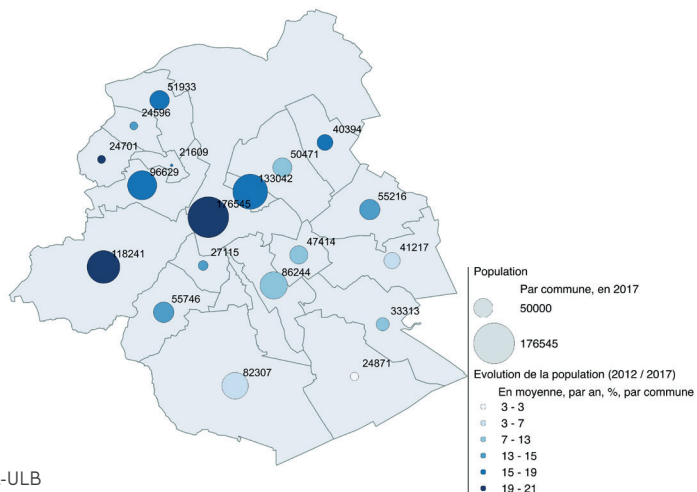 51933
24596
40394
24701
21609
50471
96629
133042
55216
176545
47414
41217
118241
27115
86244
55746
33313
24871
82307
Population
Par commune, en 2017
50000
176545
Evolution de la population (2012 / 2017)
En moyenne, par an, %, par commune
3 - 3
3 - 7
7 - 13
13 - 15
15 - 19
19 - 21
-ULB